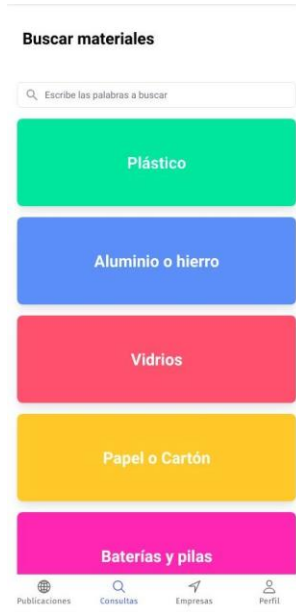 Buscar materiales
Escribe las palabras a buscar
Plástico
Aluminio o hierro
Vidrios
Papel o Cartón
Baterías y pilas
Publicaciones Consultas Empresas Perfil